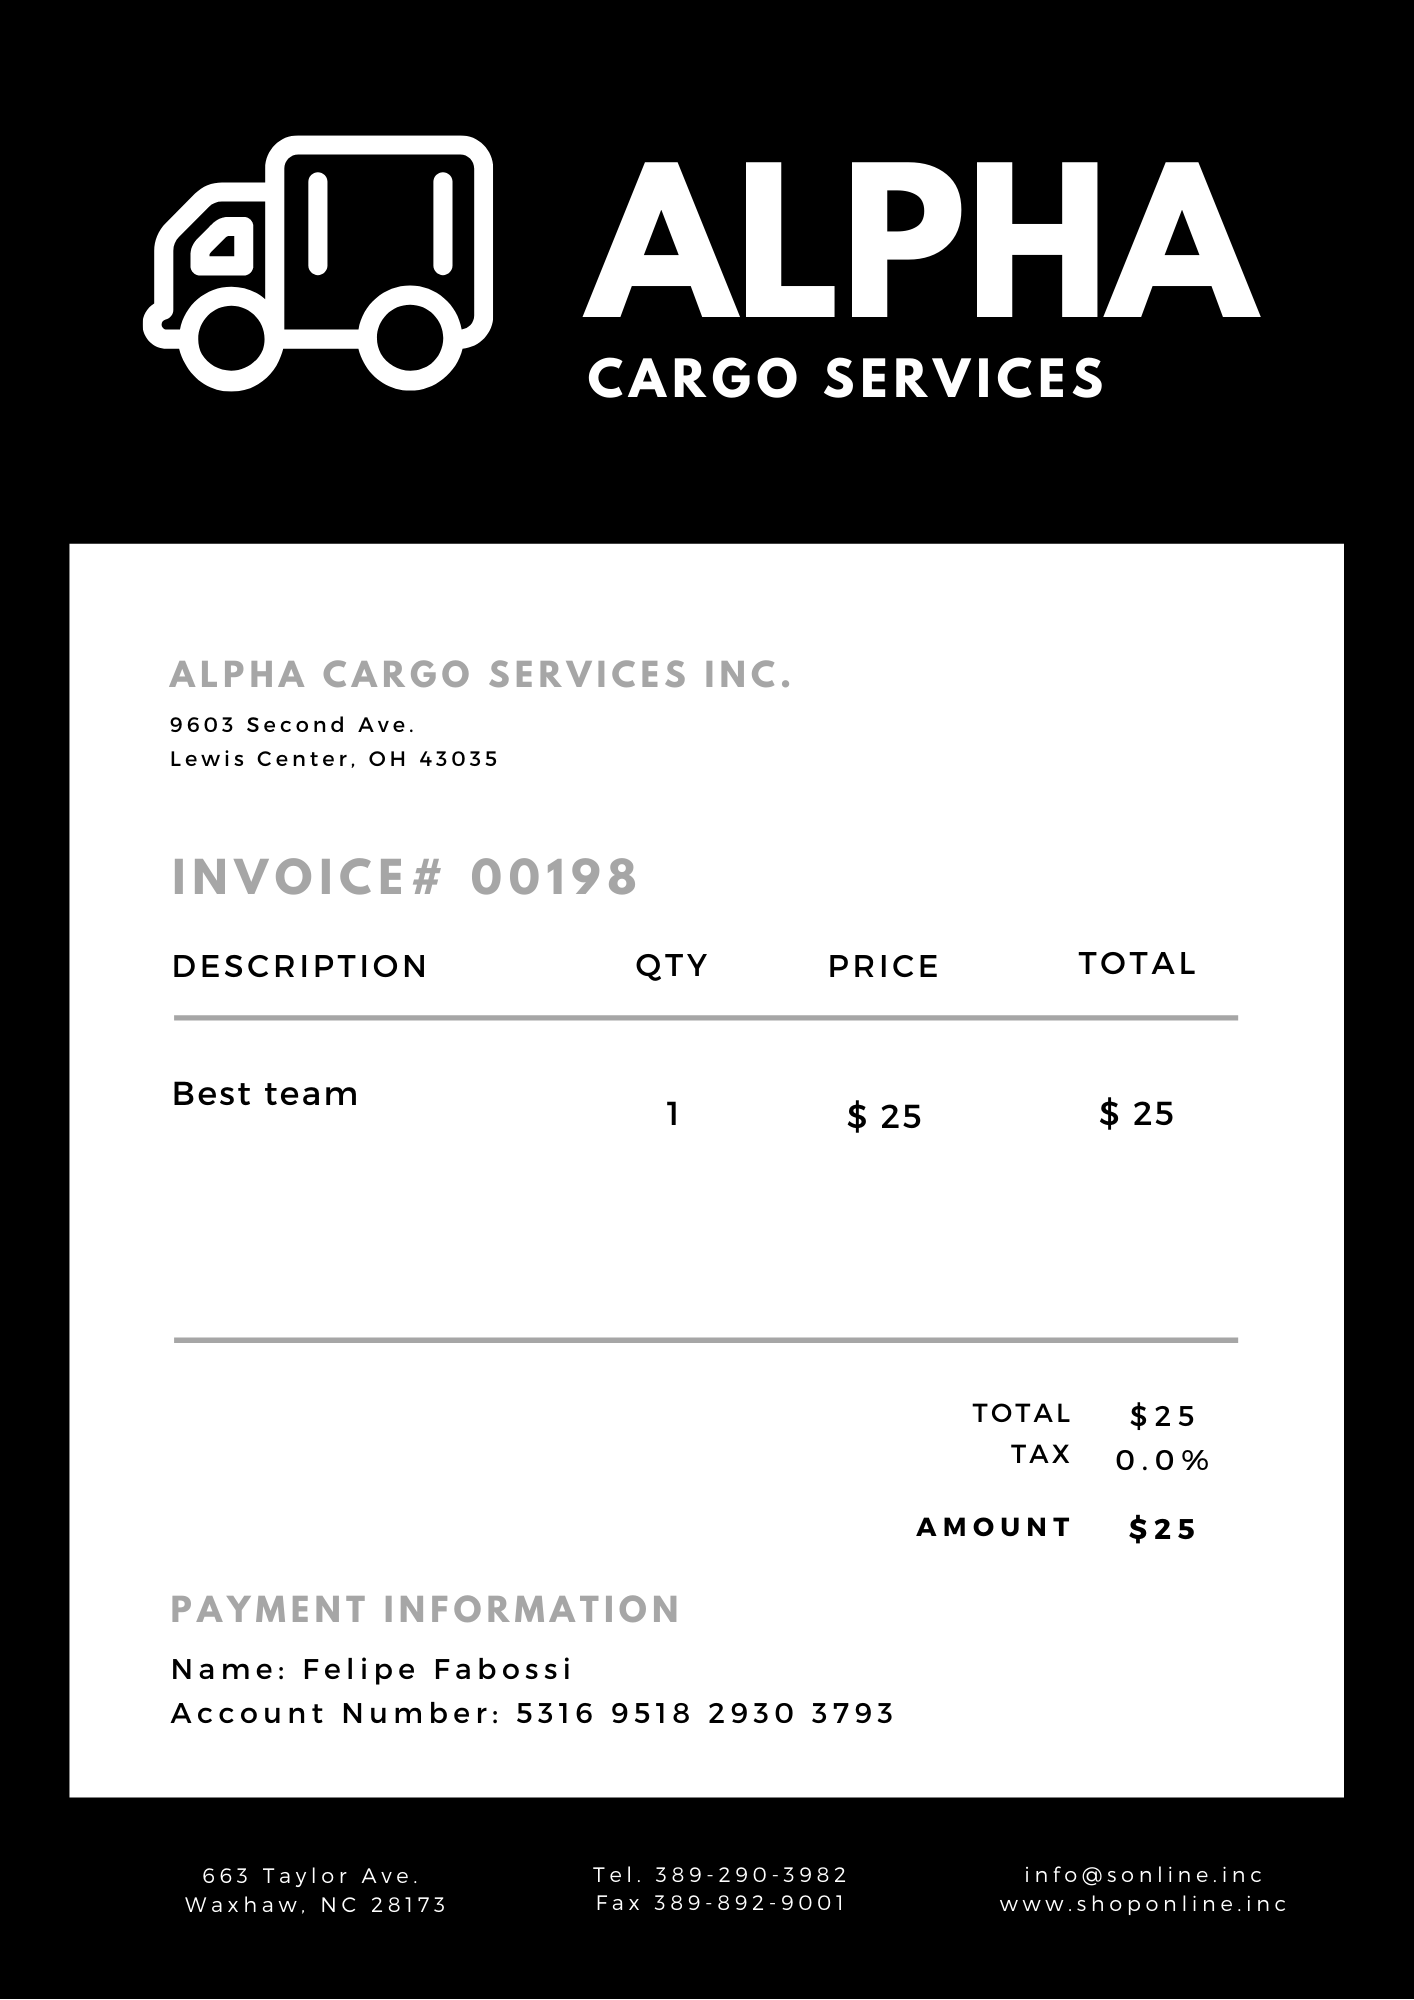 ALPHA
CARGO SERVICES
ALPHA CARGO SERVICES INC.
9603 Second Ave.
Lewis Center, OH 43035
INVOICE# 00198
DESCRIPTION QTY PRICE TOTAL
Best team 1 $ 25 $ 25
TOTAL $25
TAX 0.0%
AMOUNT $25
PAYMENT INFORMATION
Name: Felipe Fabossi
Account Number: 5316 9518 2930 3793
663 Taylor Ave. Tel. 389-290-3982 info@sonline.inc
Waxhaw, NC 28173 Fax 389-892-9001 www.shoponline.inc